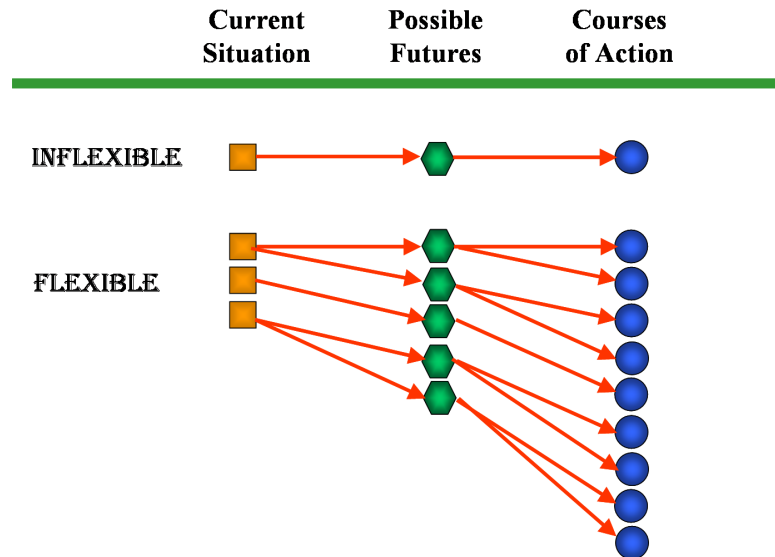 Current Situation
Possible Futures
Courses of Action
INFLEXIBLE
FLEXIBLE